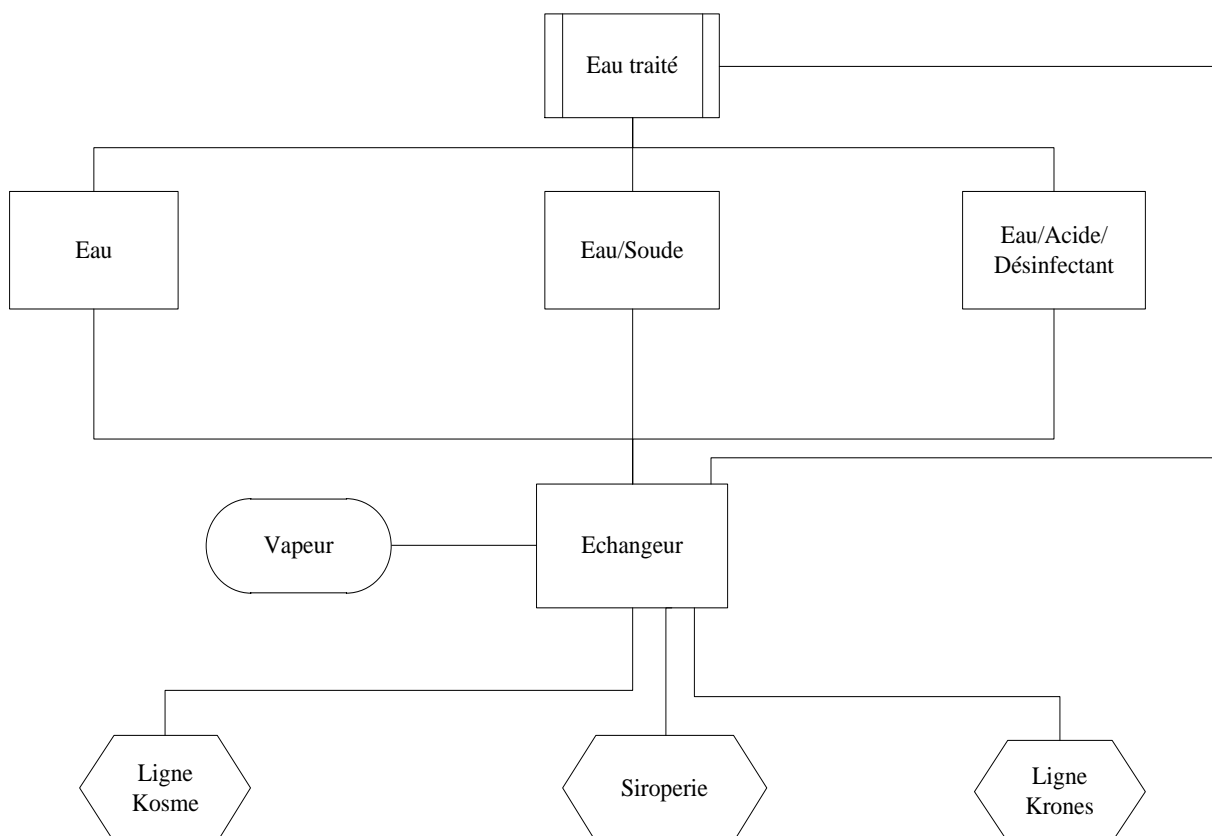 Eau traité
Eau
Eau/Soude
Eau/Acide/
Désinfectant
Vapeur
Echangeur
Ligne
Kosme
Siroperie
Ligne
Krones